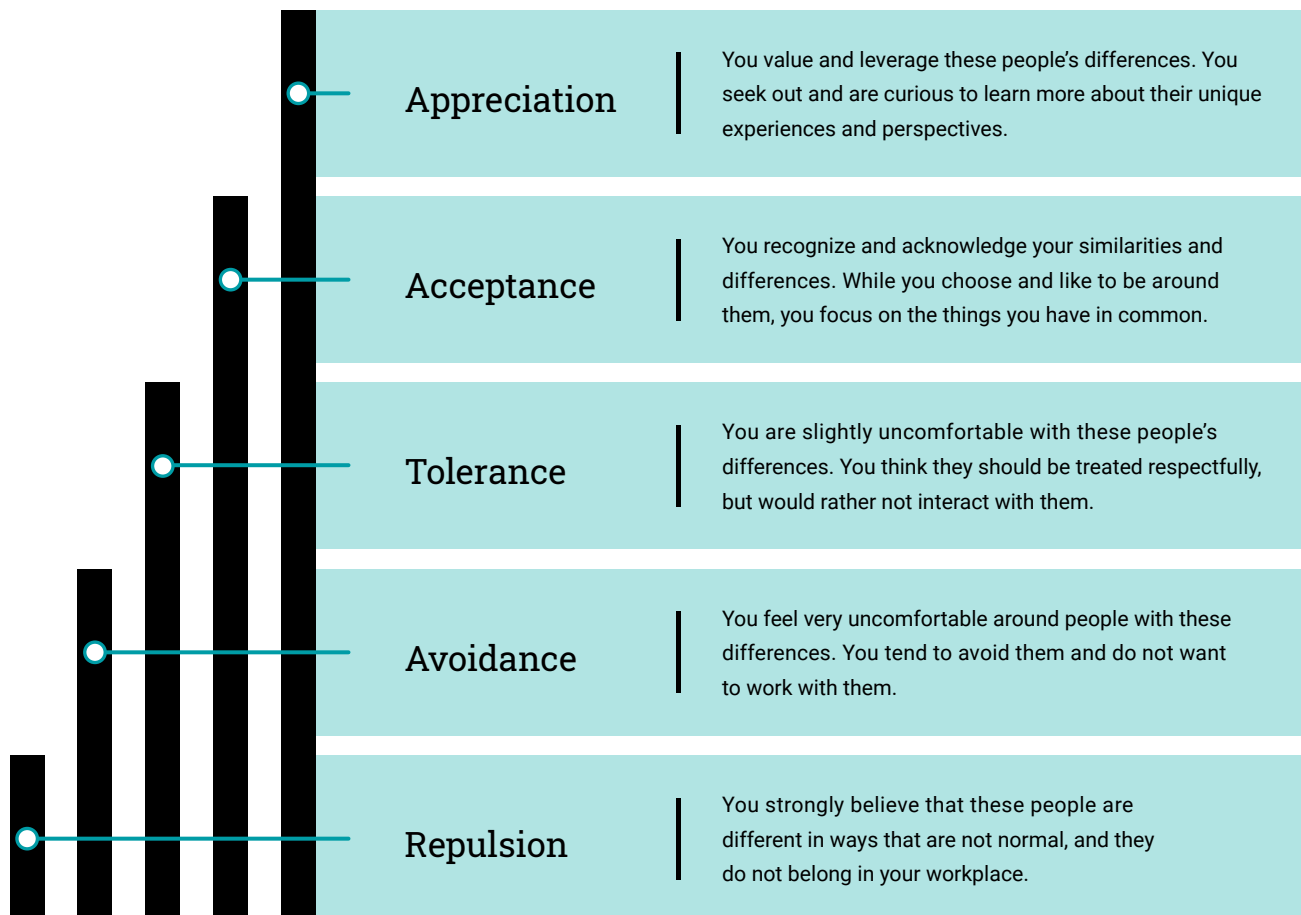 Appreciation
You value and leverage these people’s differences. You
seek out and are curious to learn more about their unique
experiences and perspectives.
Acceptance
You recognize and acknowledge your similarities and
differences. While you choose and like to be around
them, you focus on the things you have in common.
Tolerance
You are slightly uncomfortable with these people’s
differences. You think they should be treated respectfully,
but would rather not interact with them.
Avoidance
You feel very uncomfortable around people with these
differences. You tend to avoid them and do not want
to work with them.
Repulsion
You strongly believe that these people are
different in ways that are not normal, and they
do not belong in your workplace.